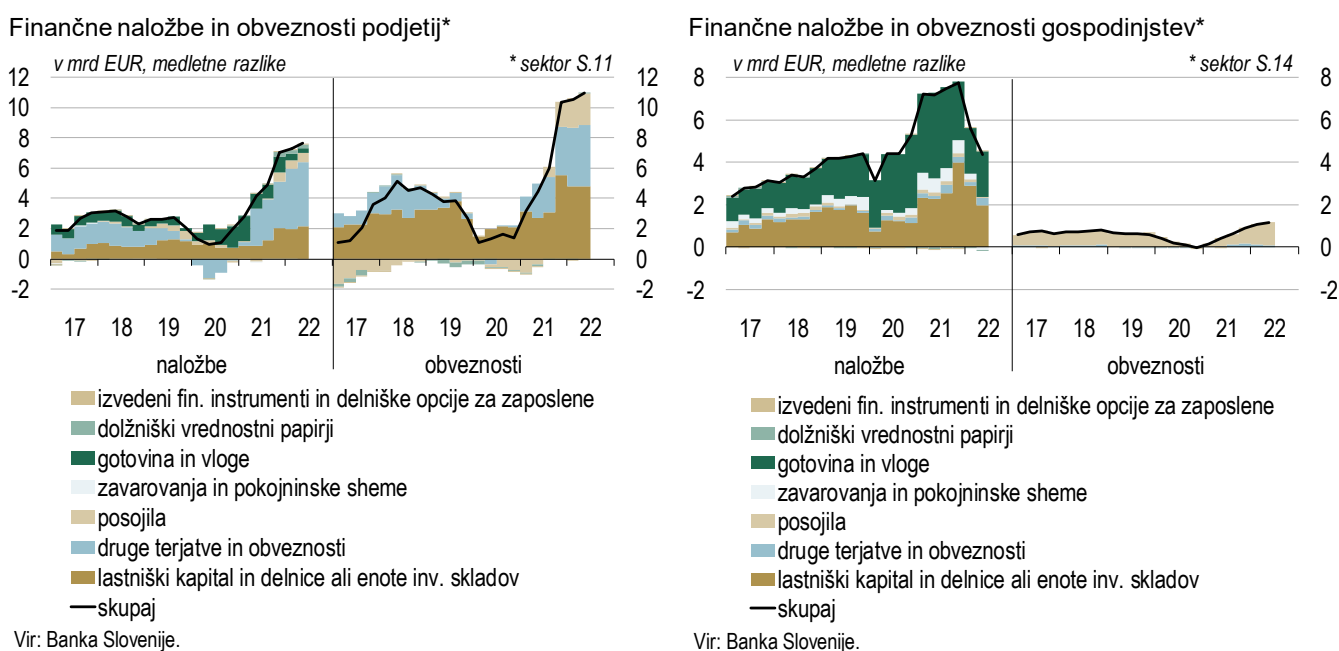 Finančne naložbe in obveznosti podjetij*
v mrd EUR, medletne razlike
* sektor S.11
12 12
10 10
8 8
6 6
4 4
2 2
0 0
-2 -2
17 18 19 20 21 22 17 18 19 20 21 22
naložbe obveznosti
izvedeni fin. instrumenti in delniške opcije za zaposlene
dolžniški vrednostni papirji
gotovina in vloge
zavarovanja in pokojninske sheme
posojila
druge terjatve in obveznosti
lastniški kapital in delnice ali enote inv. skladov
skupaj
Vir: Banka Slovenije.
Finančne naložbe in obveznosti gospodinjstev*
v mrd EUR, medletne razlike
* sektor S.14
8 8
6 6
4 4
2 2
0 0
-2 -2
17 18 19 20 21 22 17 18 19 20 21 22
naložbe obveznosti
izvedeni fin. instrumenti in delniške opcije za zaposlene
dolžniški vrednostni papirji
gotovina in vloge
zavarovanja in pokojninske sheme
posojila
druge terjatve in obveznosti
lastniški kapital in delnice ali enote inv. skladov
skupaj
Vir: Banka Slovenije.